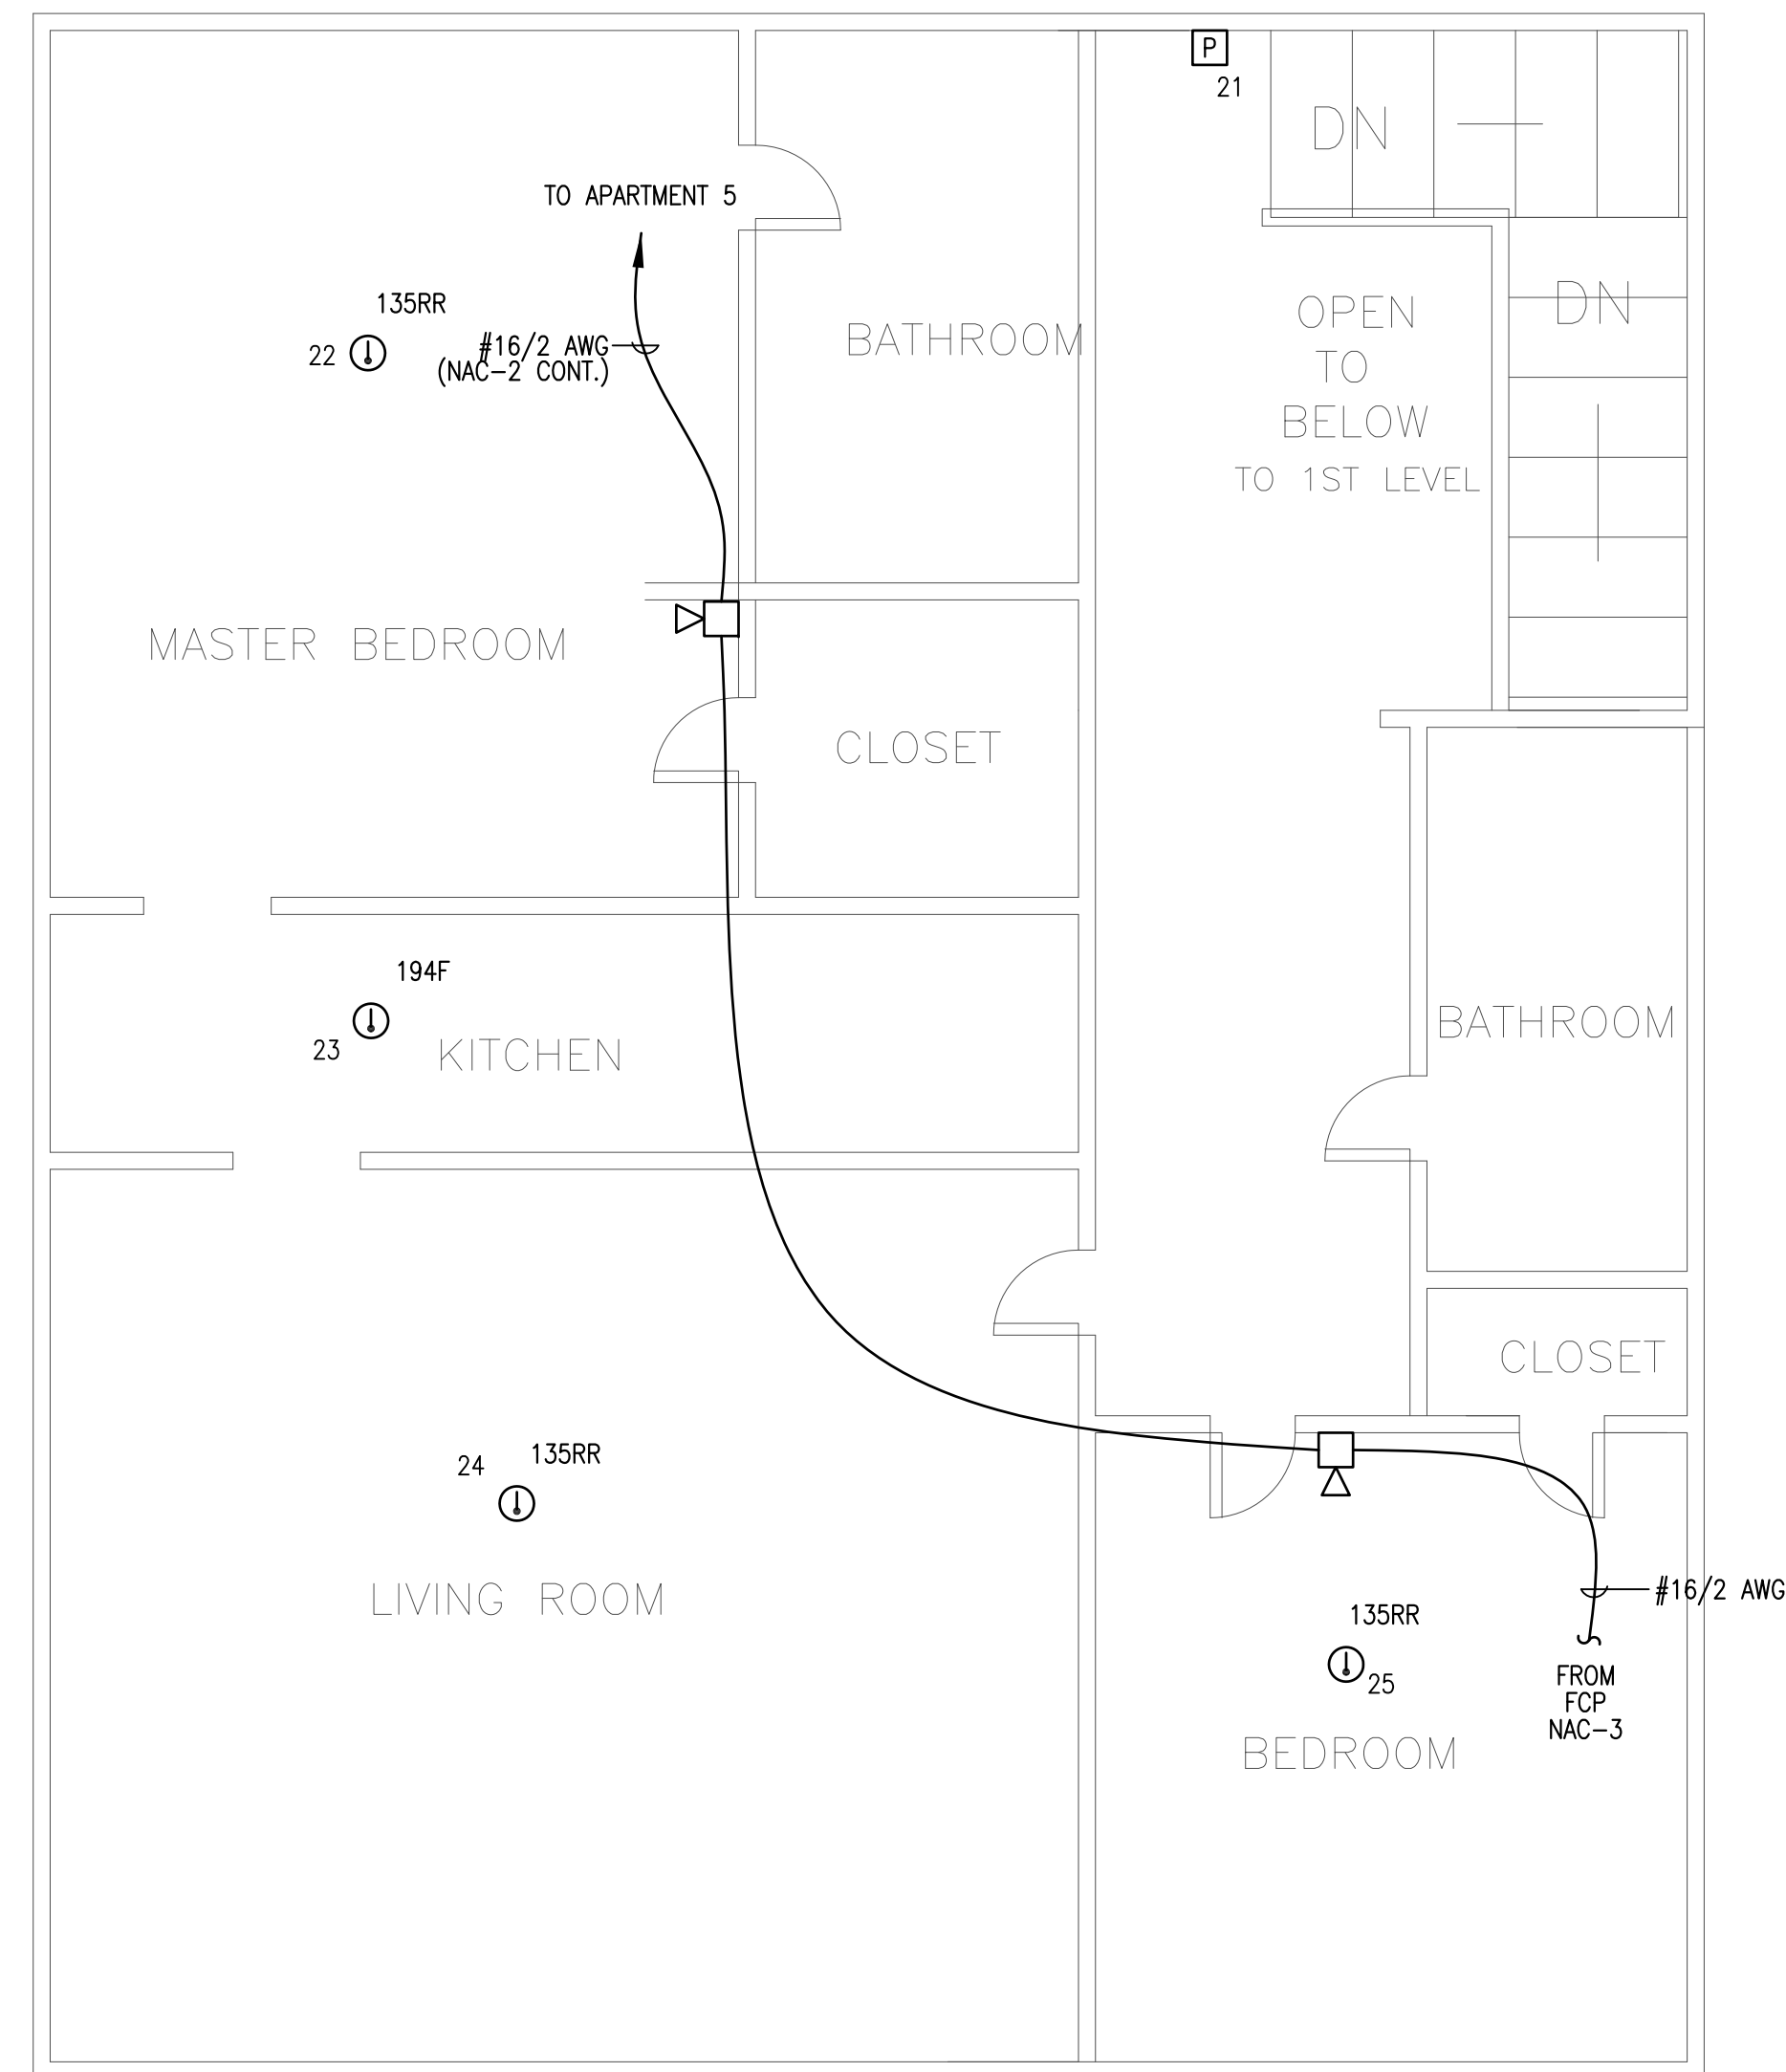 P
21
DN
TO APARTMENT 5
135RR
22
#16/2 AWG
(NAC-2 CONT.)
BATHROOM
OPEN
TO
BELOW
TO 1ST LEVEL
DN
MASTER BEDROOM
CLOSET
194F
23
KITCHEN
BATHROOM
CLOSET
24
135RR
LIVING ROOM
135RR
25
BEDROOM
#16/2 AWG
FROM
FCP
NAC-3